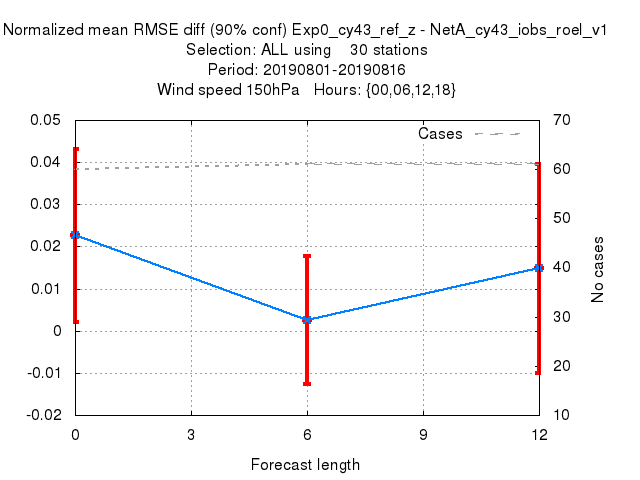 Normalized mean RMSE diff (90% conf) Exp0_cy43_ref_z - NetA_cy43_iobs_roel_v1
Selection: ALL using    30 stations
Period: 20190801-20190816
Wind speed 150hPa   Hours: {00,06,12,18}
Cases
0.05
0.04
0.03
0.02
0.01
0
-0.01
-0.02
70
60
50
40
30
20
10
No cases
0 3 6 9 12
Forecast length